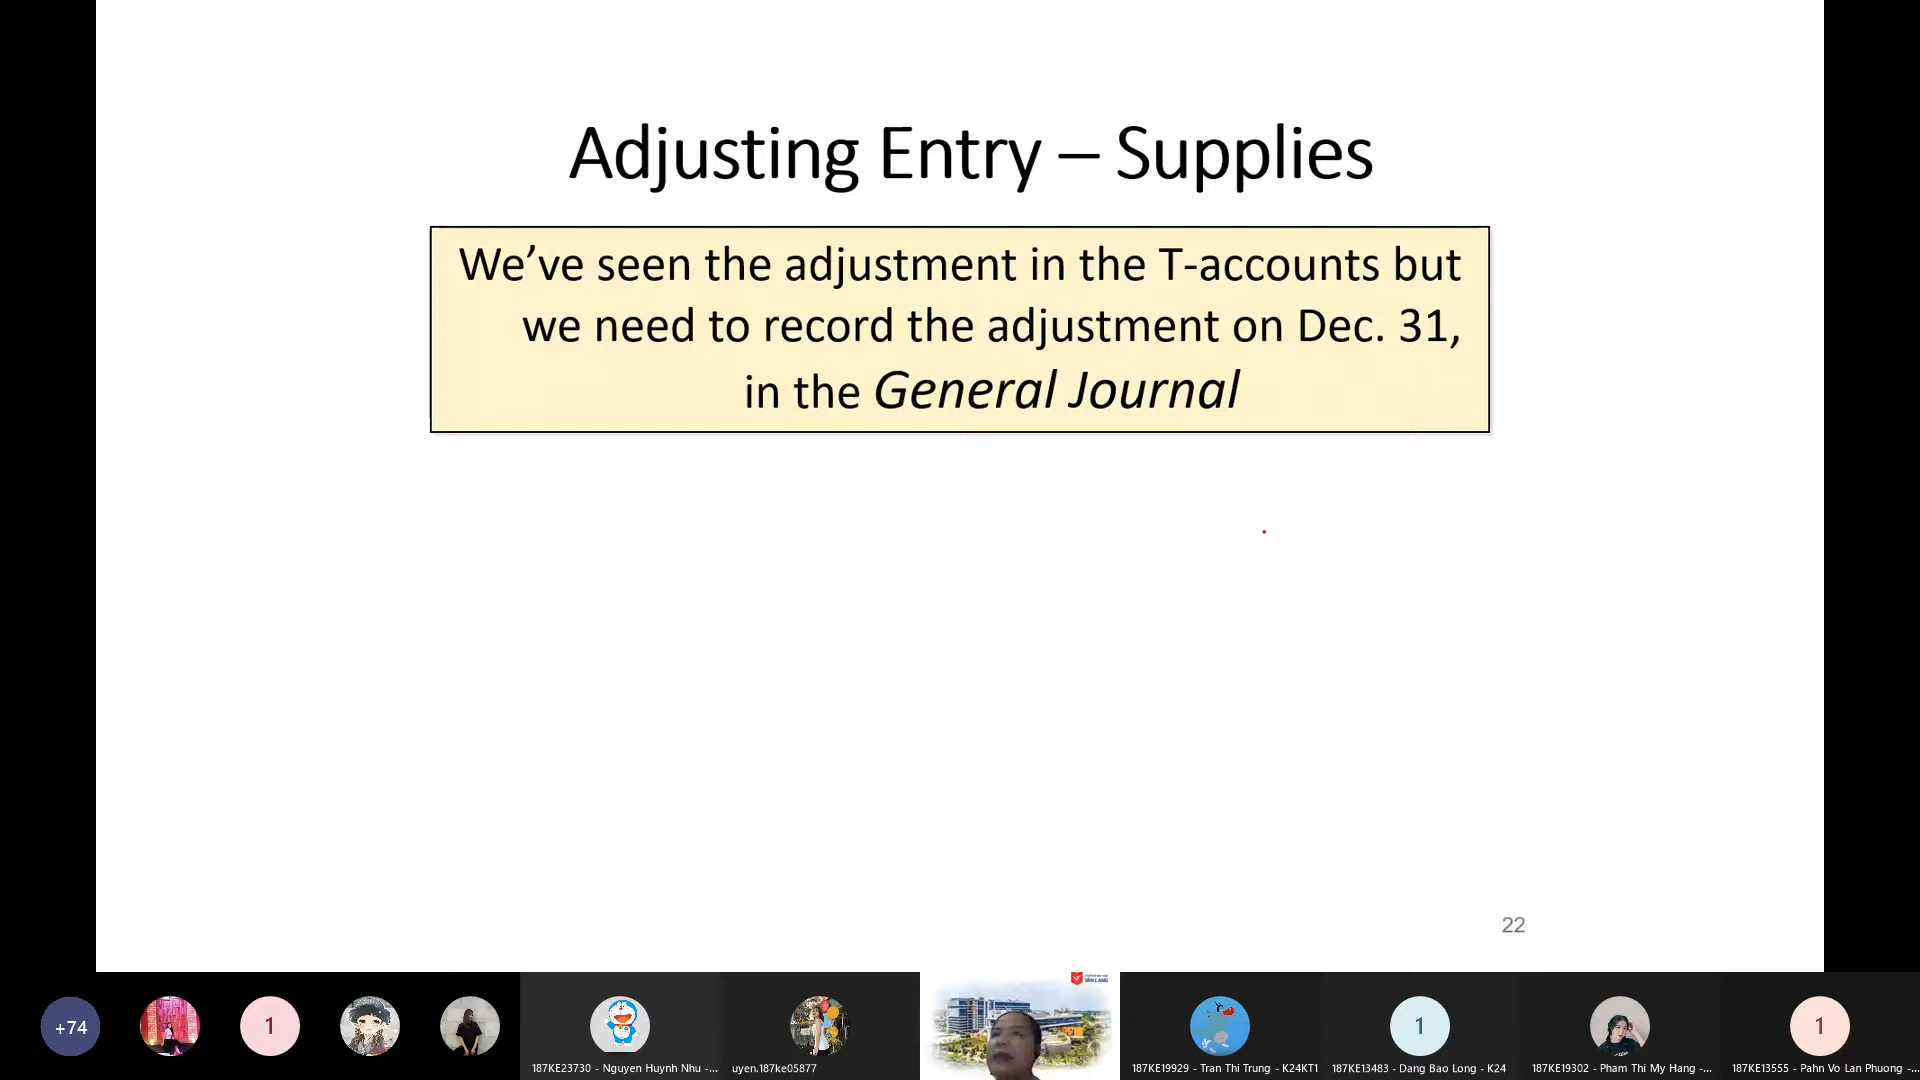 Adjusting Entry – Supplies
We’ve seen the adjustment in the T-accounts but
we need to record the adjustment on Dec. 31,
in the General Journal
22
+74
1
VAN LANG
1
1
187KE23730 - Nguyen Huynh Nhu -...
uyen.187ke05877
187KE19929 - Tran Thi Trung - K24KT1
187KE13483 - Dang Bao Long - K24
187KE19302 - Pham Thi My Hang -...
187KE13555 - Pahn Vo Lan Phuong -...